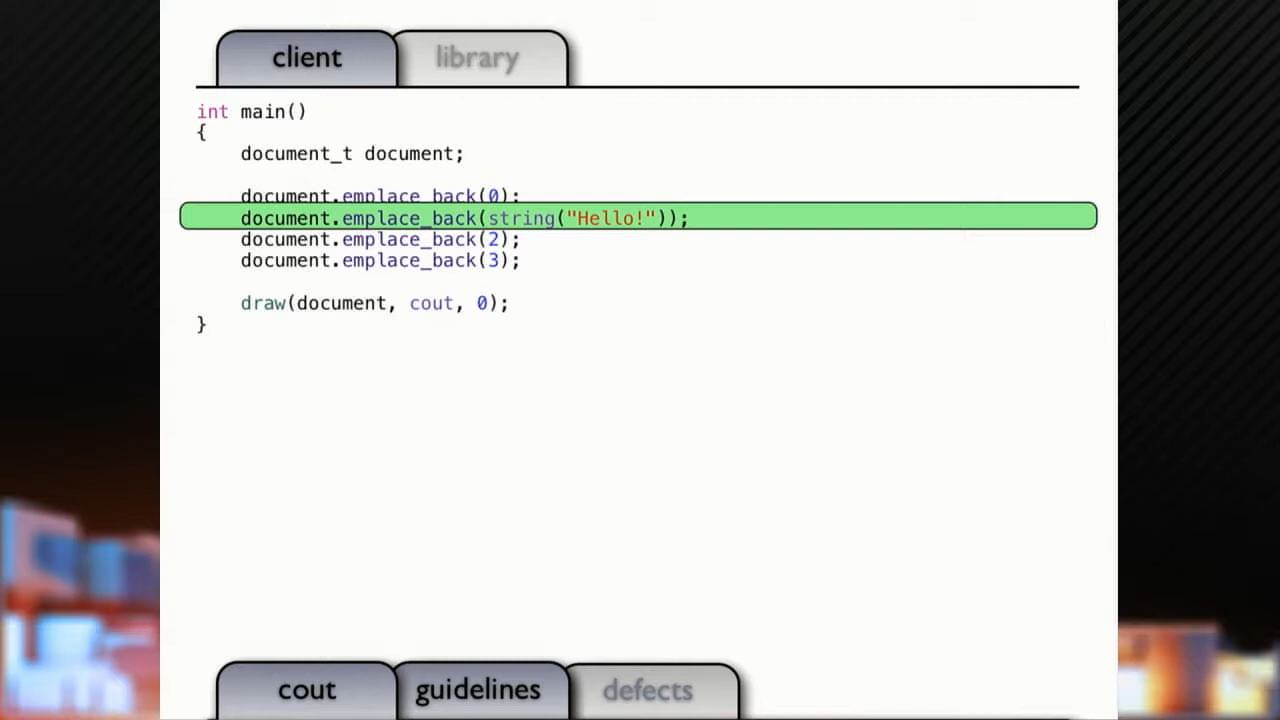 client library
int main()
{
    document_t document;
    document.emplace_back(0);
    document.emplace_back(string("Hello!"));
    document.emplace_back(2);
    document.emplace_back(3);
    draw(document, cout, 0);
}
cout guidelines defects